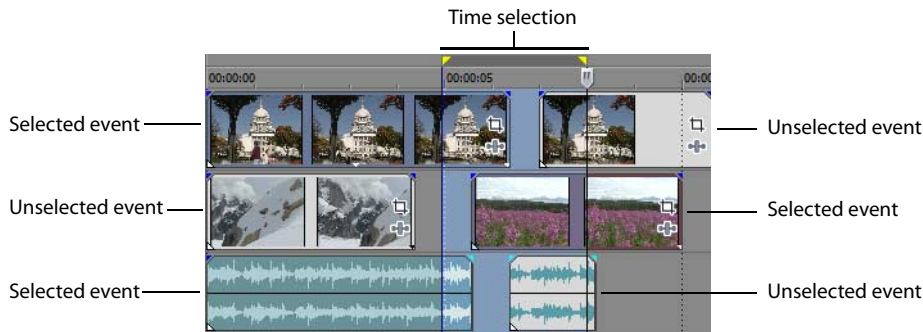 Time selection
00:00:00
00:00:05
00:00
Selected event
Unselected event
Unselected event
Selected event
Selected event
Unselected event